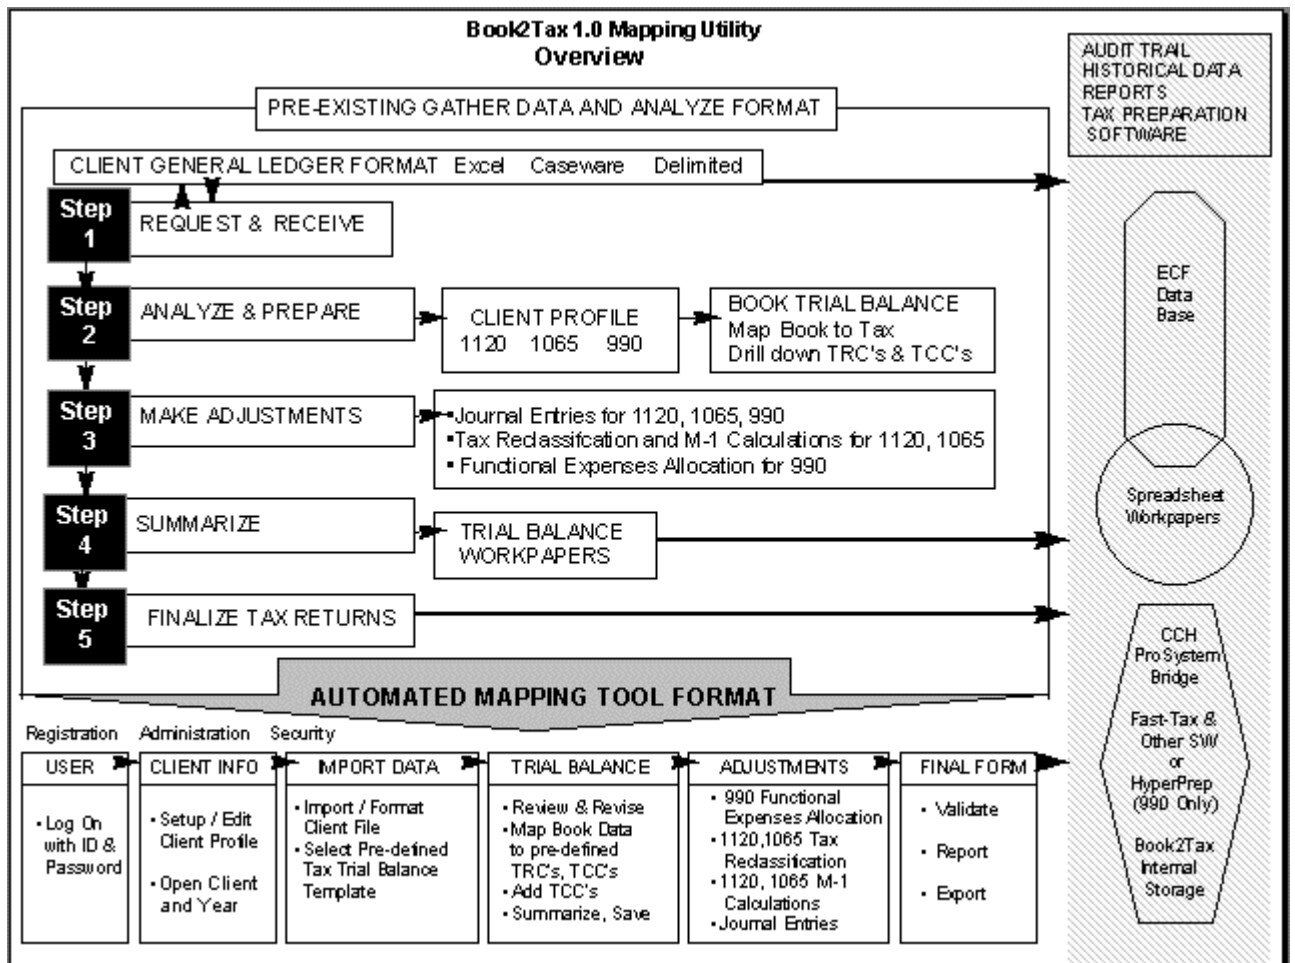 Book2Tax 1.0 Mapping Utility
Overview
PRE-EXISTING GATHER DATA AND ANALYZE FORMAT
CLIENT GENERAL LEDGER FORMAT Excel Caseware Delimited
Step
1
REQUEST & RECEIVE
Step
2
ANALYZE & PREPARE
CLIENT PROFILE
1120 1065 990
BOOK TRIAL BALANCE
Map Book to Tax
Drill down TRC's & TCC's
Step
3
MAKE ADJUSTMENTS
▪Journal Entries for 1120, 1065, 990
▪Tax Reclassifcation and M-1 Calculations for 1120, 1065
▪ Functional Expenses Allocation for 990
Step
4
SUMMARIZE
TRIAL BALANCE
WORKPAPERS
Step
5
FINALIZE TAX RETURNS
AUTOMATED MAPPING TOOL FORMAT
Registration Administration Security
USER
• Log On
with ID &
Password
CLIENT INFO
• Setup / Edit
Client Profile
• Open Client
and Year
IMPORT DATA
• Import / Format
Client File
• Select Pre-defined
Tax Trial Balance
Template
TRIAL BALANCE
• Review & Revise
• Map Book Data
to pre-defined
TRC's, TCC's
• Add TCC's
• Summarize, Save
ADJUSTMENTS
• 990 Functional
Expenses Allocation
• 1120,1065 Tax
Reclassification
• 1120, 1065 M-1
Calculations
• Journal Entries
FINAL FORM
• Validate
• Report
• Export
AUDIT TRAIL
HISTORICAL DATA
REPORTS
TAX PREPARATION
SOFTWARE
ECF
Data
Base
Spreadsheet
Workpapers
CCH
ProSystem
Bridge
Fast-Tax &
Other SW
or
HyperPrep
(990 Only)
Book2Tax
Internal
Storage